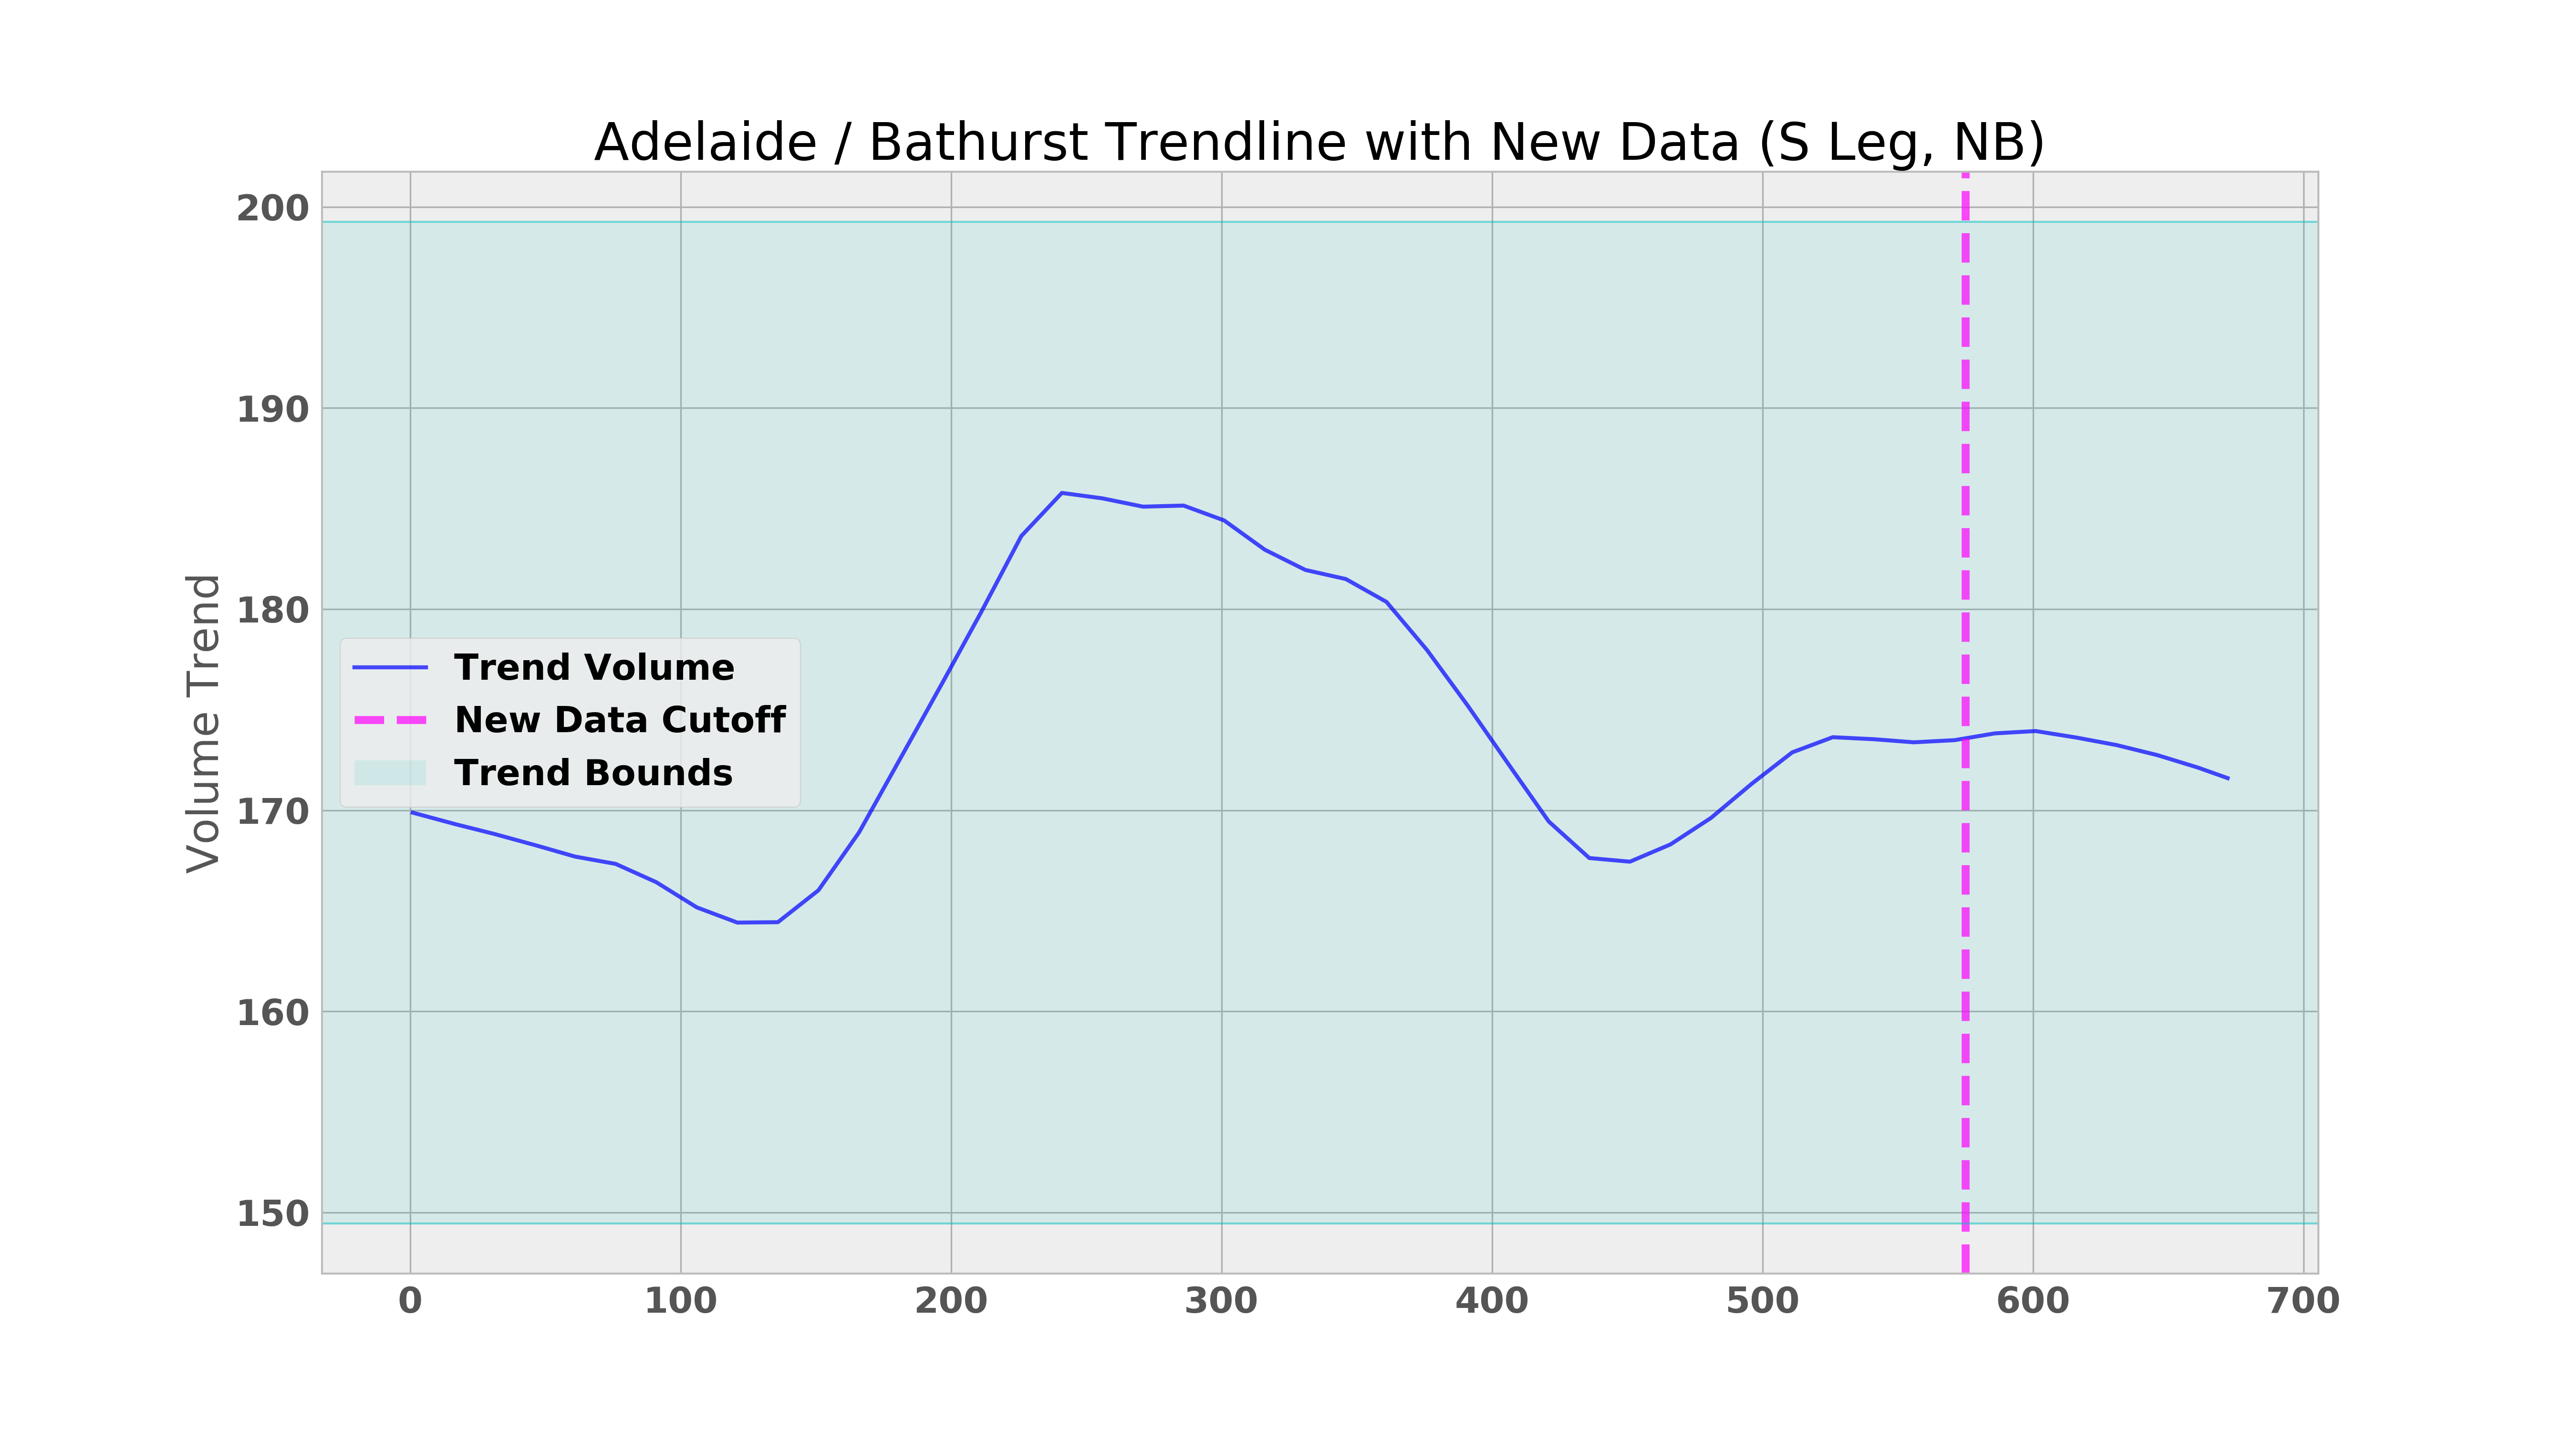 Adelaide / Bathurst Trendline with New Data (S Leg, NB)
200
190
180
170
160
150
Volume Trend
Trend Volume
New Data Cutoff
Trend Bounds
0 100 200 300 400 500 600 700